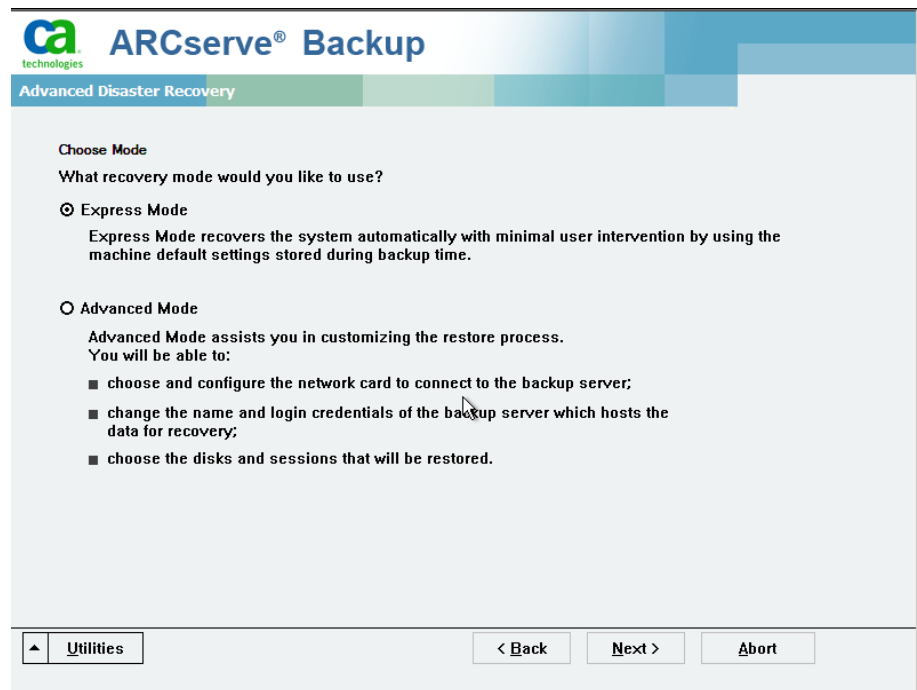 ca
technologies
ARCserve® Backup
Advanced Disaster Recovery
Choose Mode
What recovery mode would you like to use?
Express Mode
Express Mode recovers the system automatically with minimal user intervention by using the
machine default settings stored during backup time.
Advanced Mode
Advanced Mode assists you in customizing the restore process.
You will be able to:
choose and configure the network card to connect to the backup server;
change the name and login credentials of the backup server which hosts the
data for recovery;
choose the disks and sessions that will be restored.
Utilities
< Back
Next >
Abort